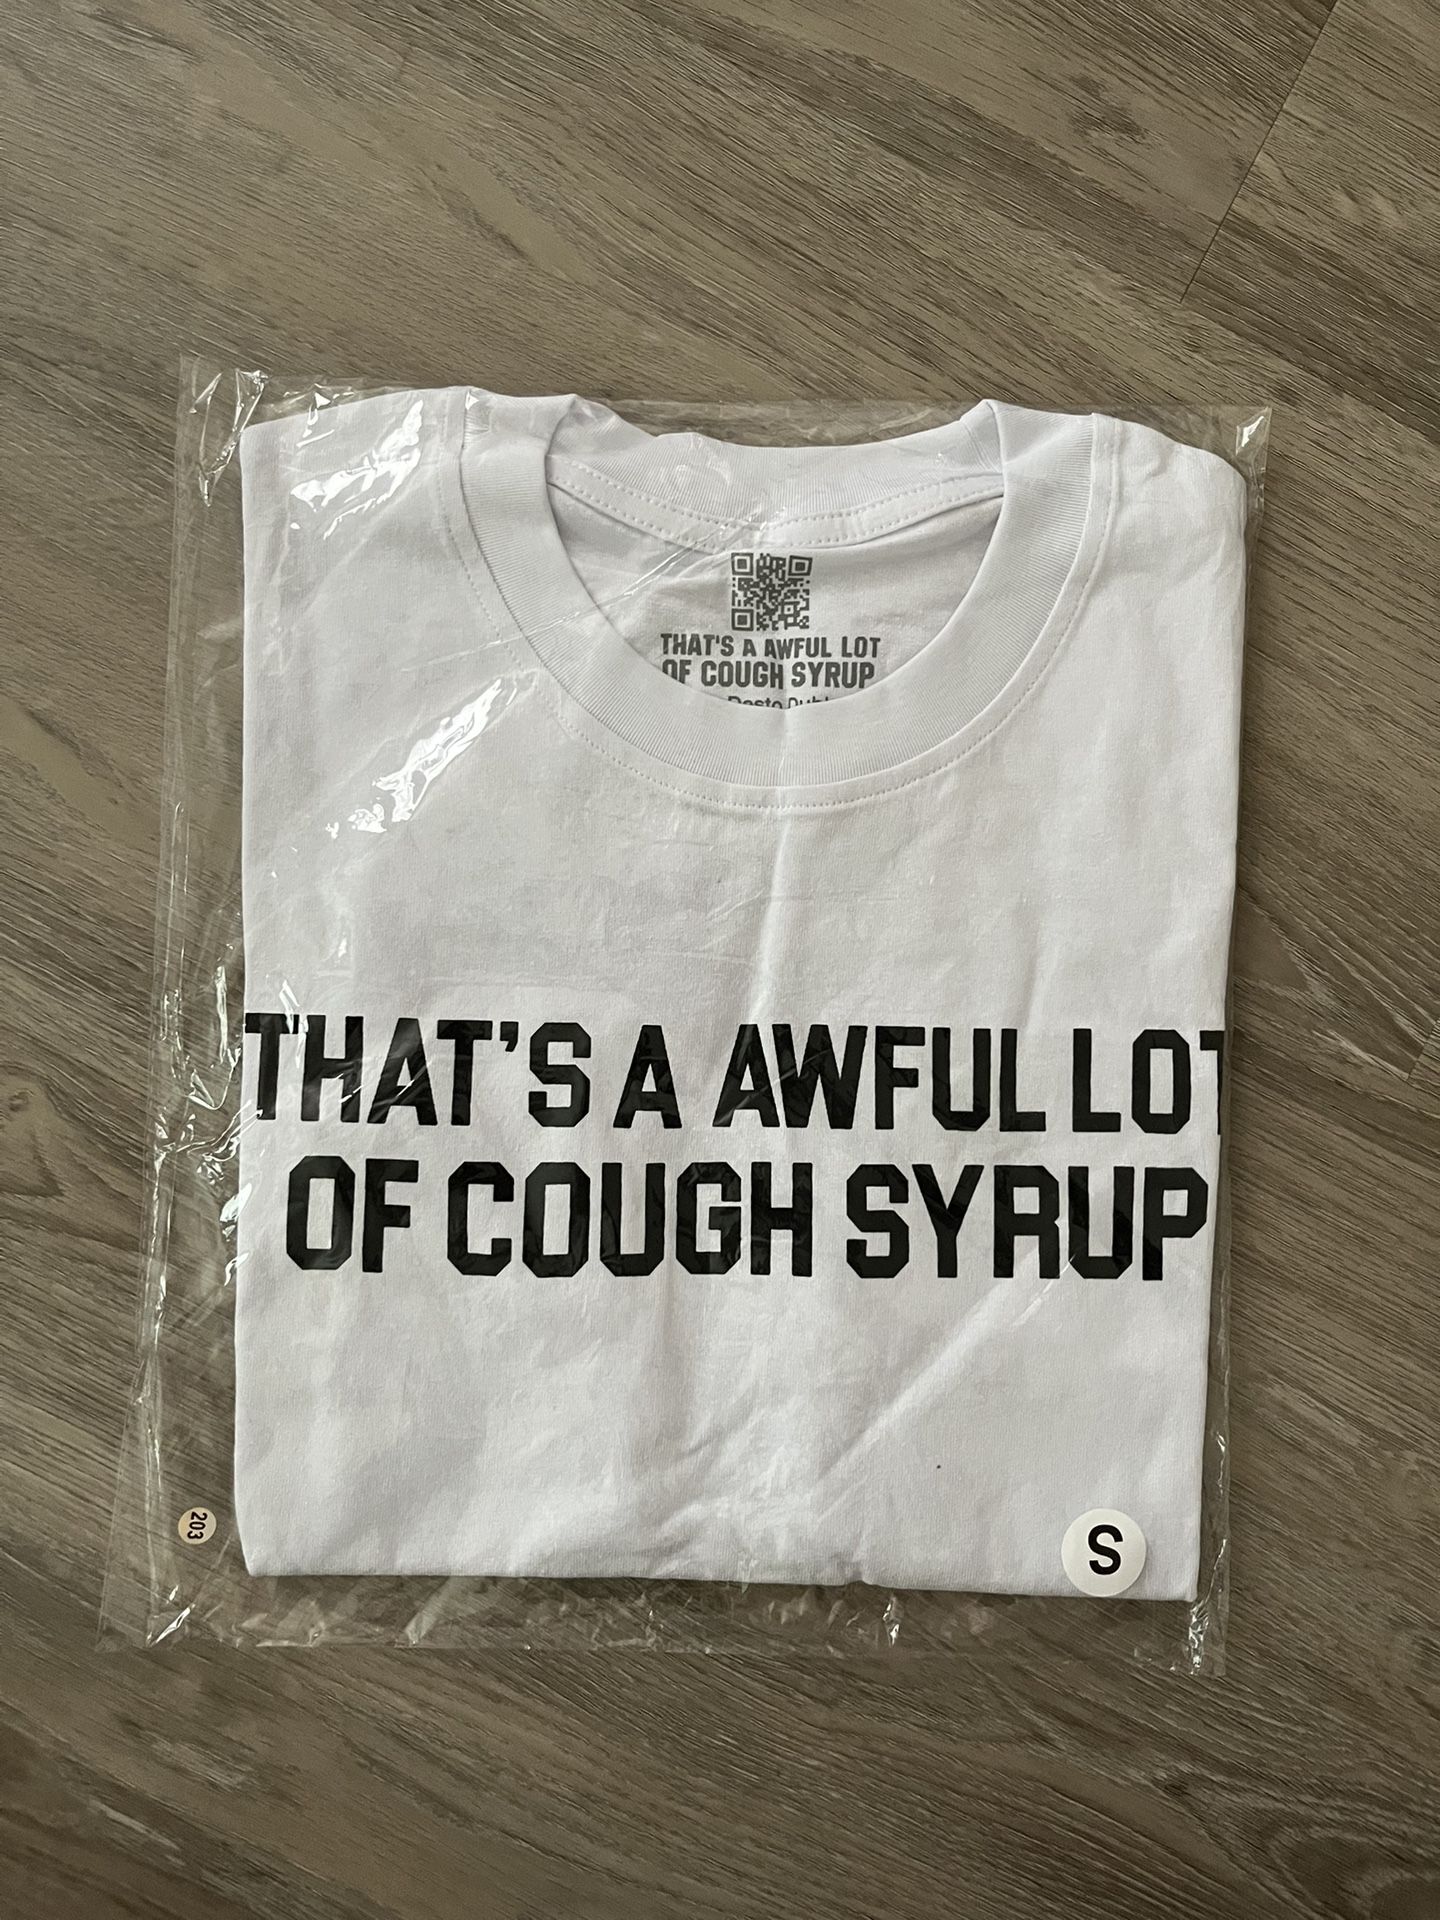 THAT'S A AWFUL LOT
OF COUGH SYRUP
THAT'S A AWFUL LOT
OF COUGH SYRUP
203
S